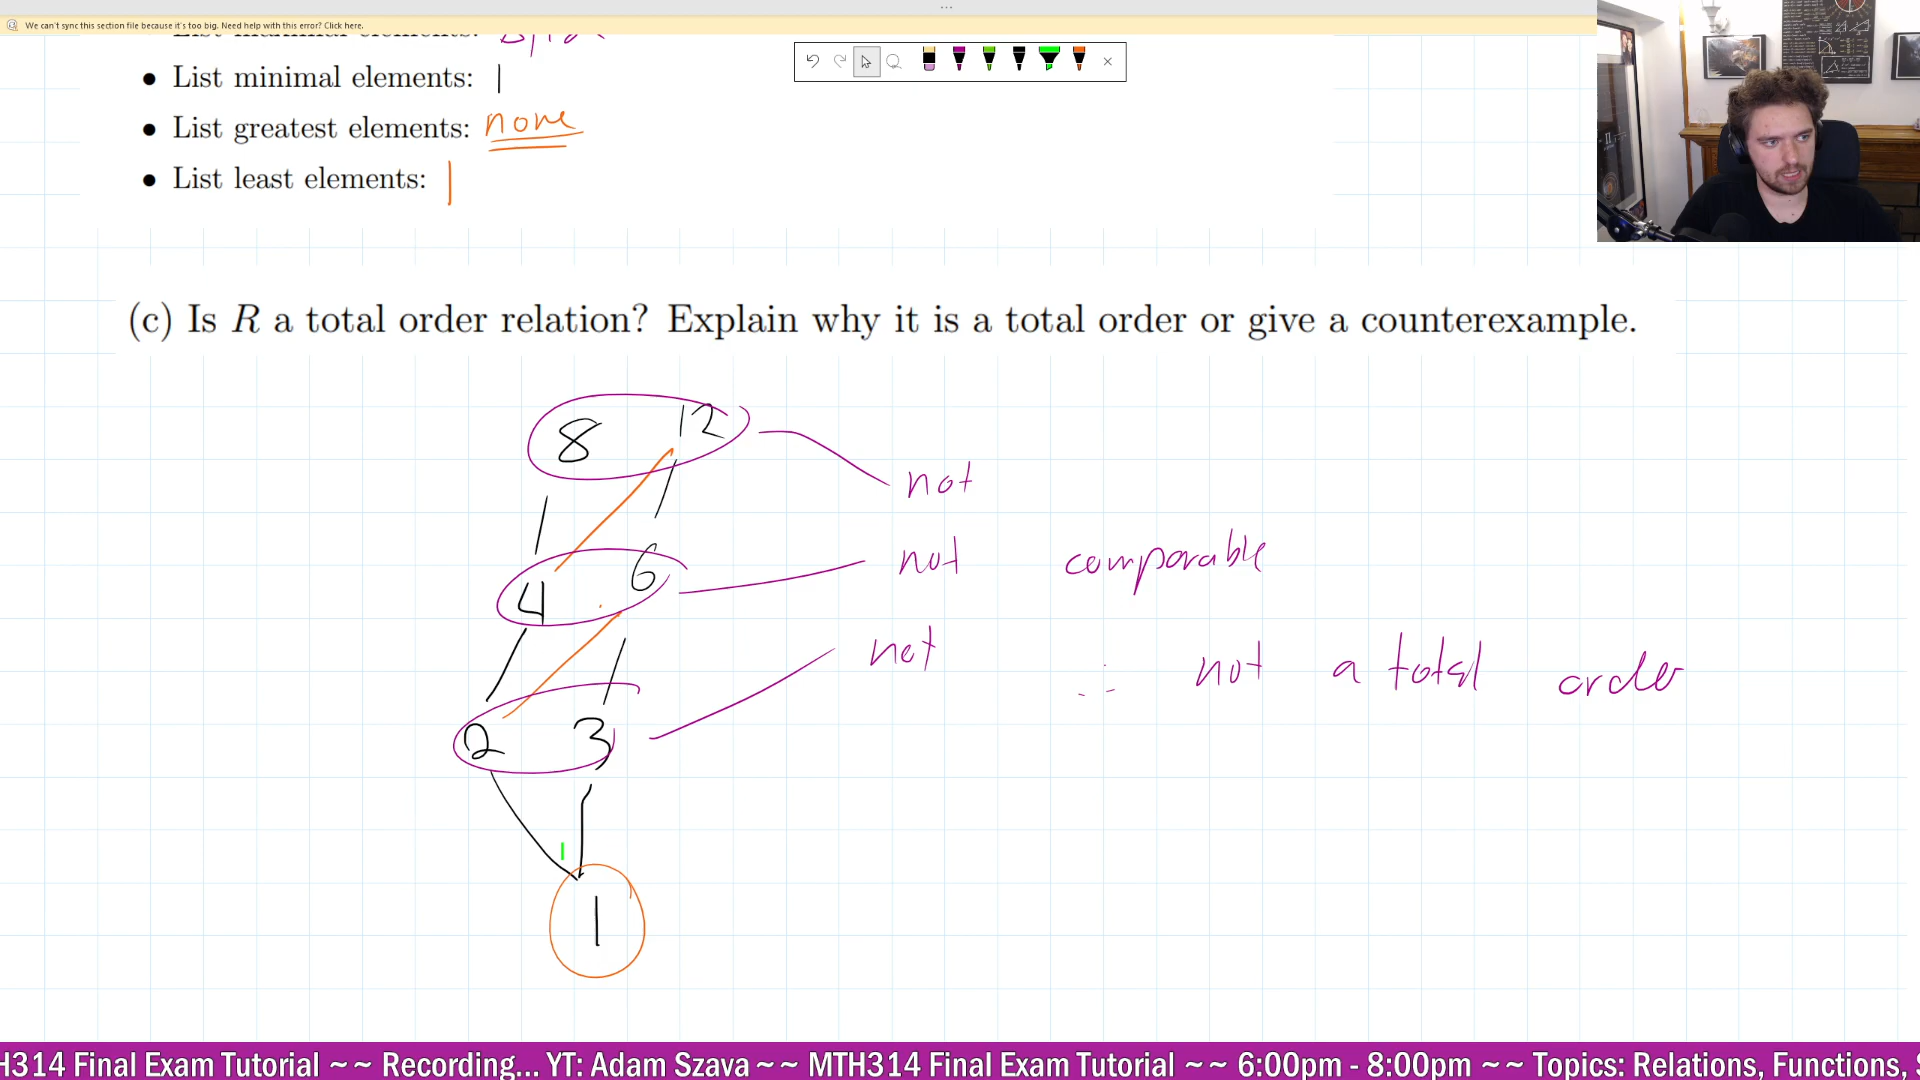 We can't sync this section file because it's too big. Need help with this error? Click here.
• List minimal elements: 1
• List greatest elements: none
• List least elements: 1
(c) Is R a total order relation? Explain why it is a total order or give a counterexample.
8 12
not
4 6 not comparable
2 3 not ∴ not a total order
1
H314 Final Exam Tutorial ~~ Recording... YT: Adam Szava ~~ MTH314 Final Exam Tutorial ~~ 6:00pm - 8:00pm ~~ Topics: Relations, Functions, S